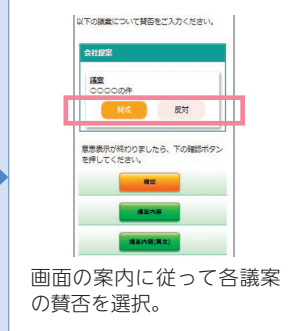 以下の議案について賛否をご入力ください。
会社提案
議案
○○○○の件
賛成 反対
意思表示が終わりましたら、下の確認ボタン
を押してください。
確認
議案内容
議案内容(英文)
画面の案内に従って各議案
の賛否を選択。